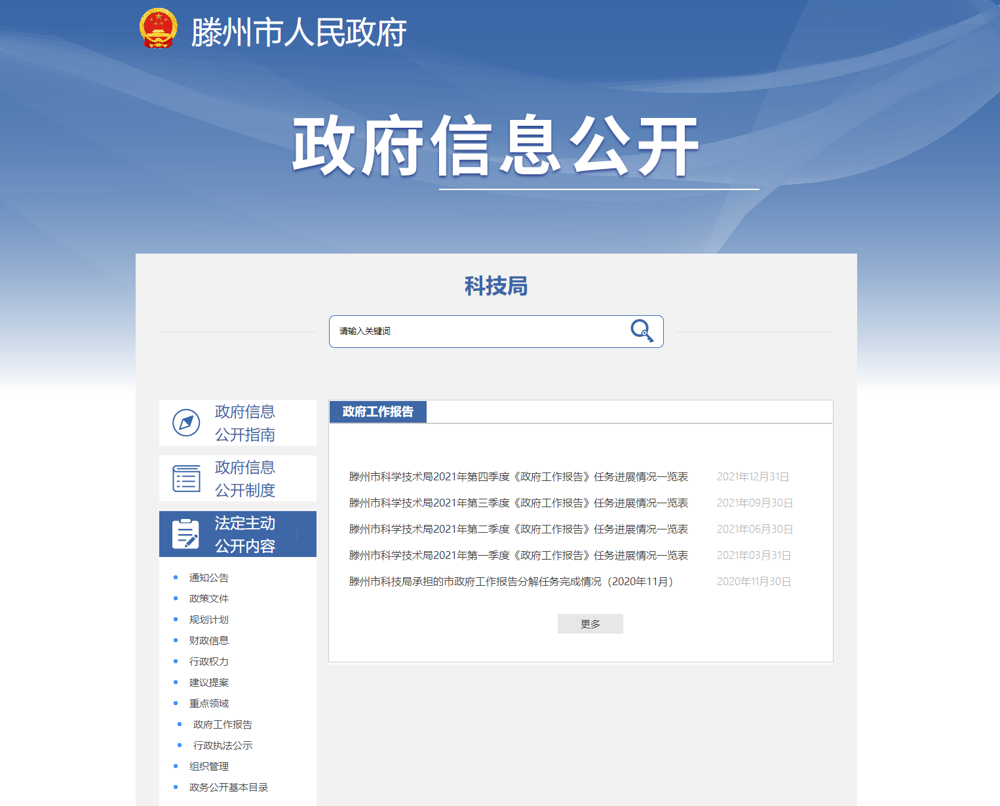 滕州市人民政府
政府信息公开
科技局
请输入关键词
政府信息
公开指南
政府信息
公开制度
法定主动
公开内容
通知公告
政策文件
规划计划
财政信息
行政权力
建议提案
重点领域
政府工作报告
行政执法公示
组织管理
政务公开基本目录
政府工作报告
滕州市科学技术局2021年第四季度《政府工作报告》任务进展情况一览表 2021年12月31日
滕州市科学技术局2021年第三季度《政府工作报告》任务进展情况一览表 2021年09月30日
滕州市科学技术局2021年第二季度《政府工作报告》任务进展情况一览表 2021年06月30日
滕州市科学技术局2021年第一季度《政府工作报告》任务进展情况一览表 2021年03月31日
滕州市科技局承担的市政府工作报告分解任务完成情况（2020年11月） 2020年11月30日
更多